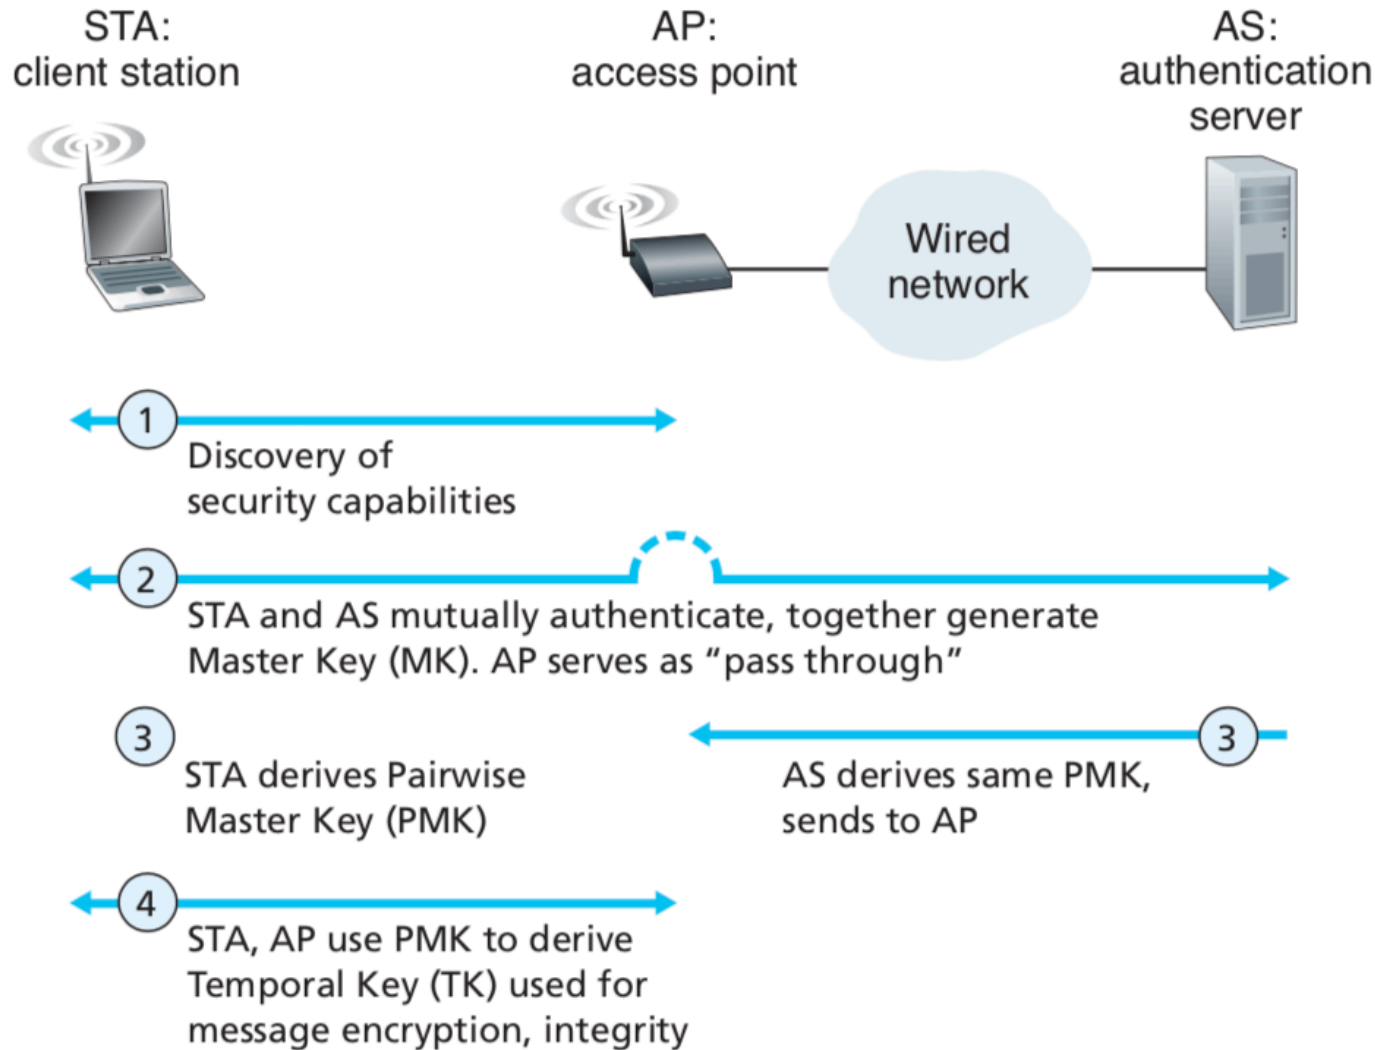 STA:
client station
AP:
access point
AS:
authentication
server
Wired
network
1
Discovery of
security capabilities
2
STA and AS mutually authenticate, together generate
Master Key (MK). AP serves as “pass through”
3
STA derives Pairwise
Master Key (PMK)
3
AS derives same PMK,
sends to AP
4
STA, AP use PMK to derive
Temporal Key (TK) used for
message encryption, integrity